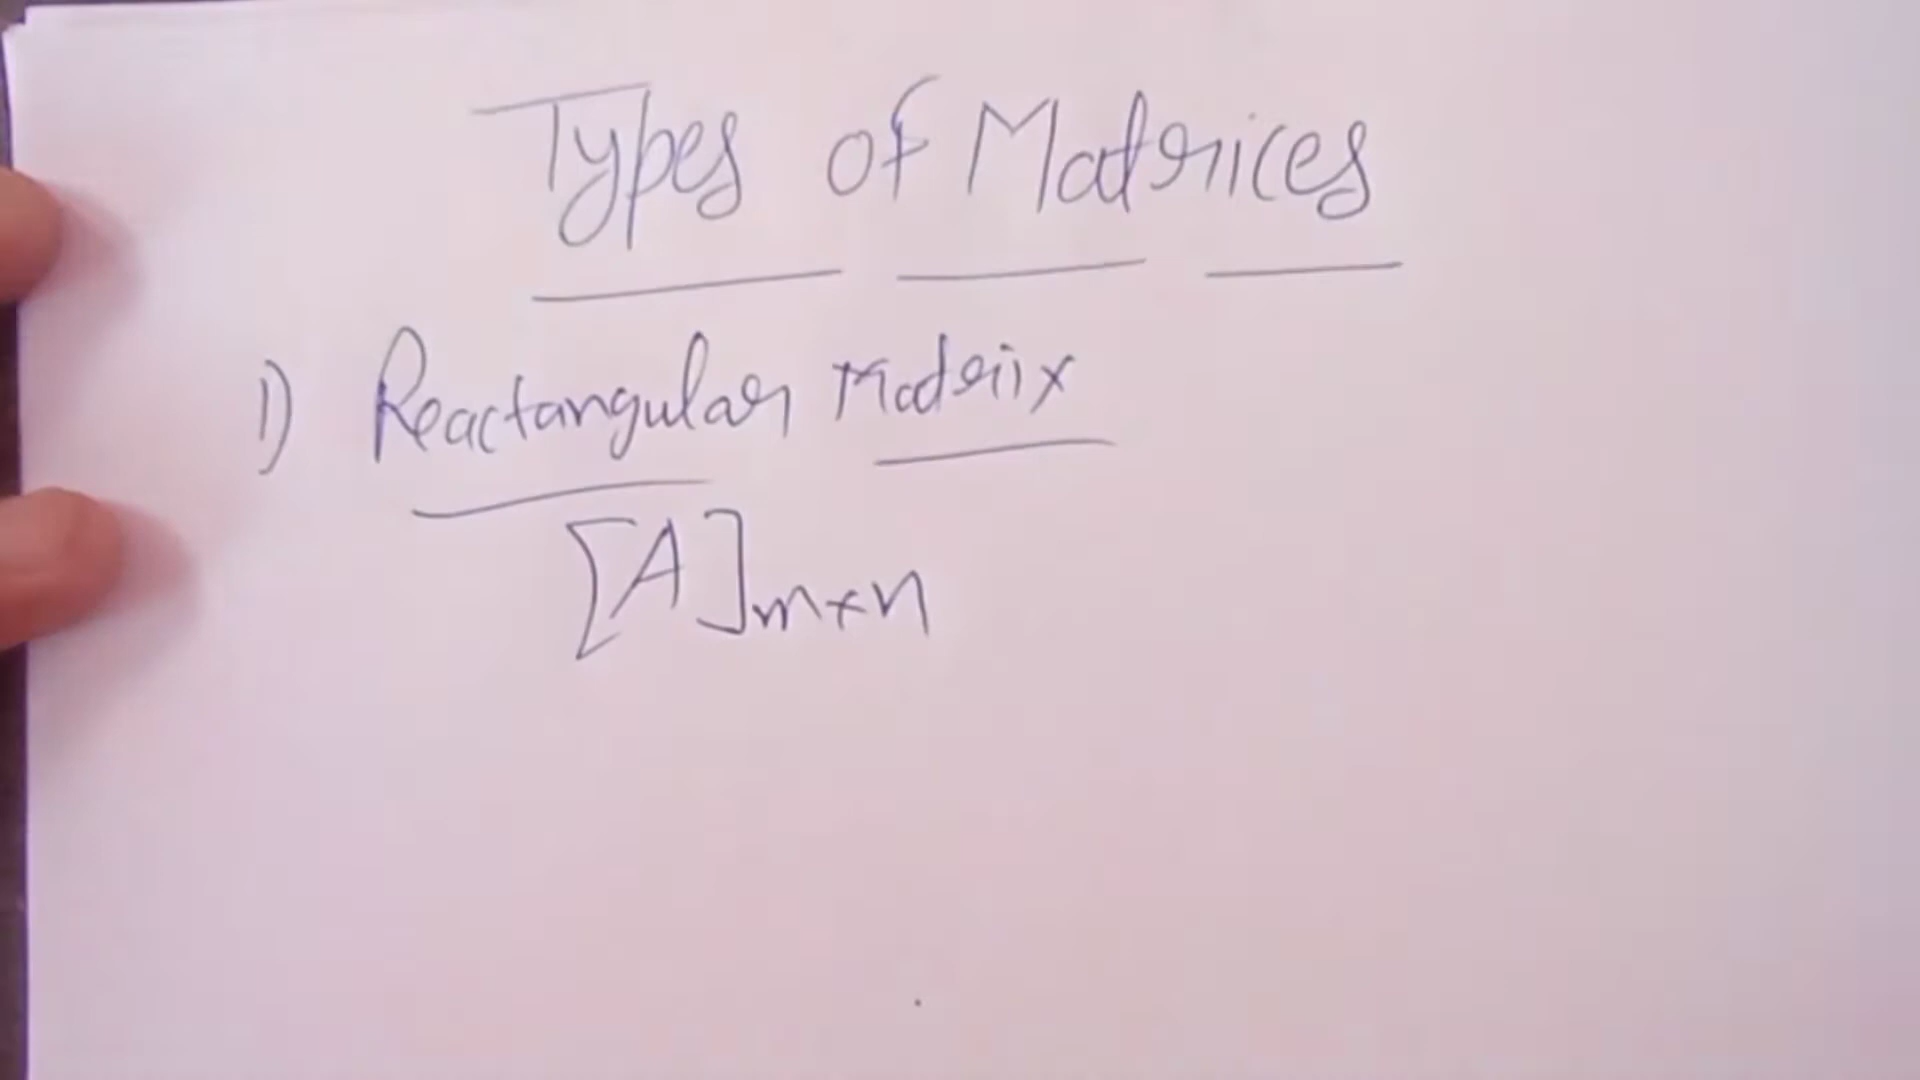 Types of Matrices
1) Reactangular Matriix
[A]m×n